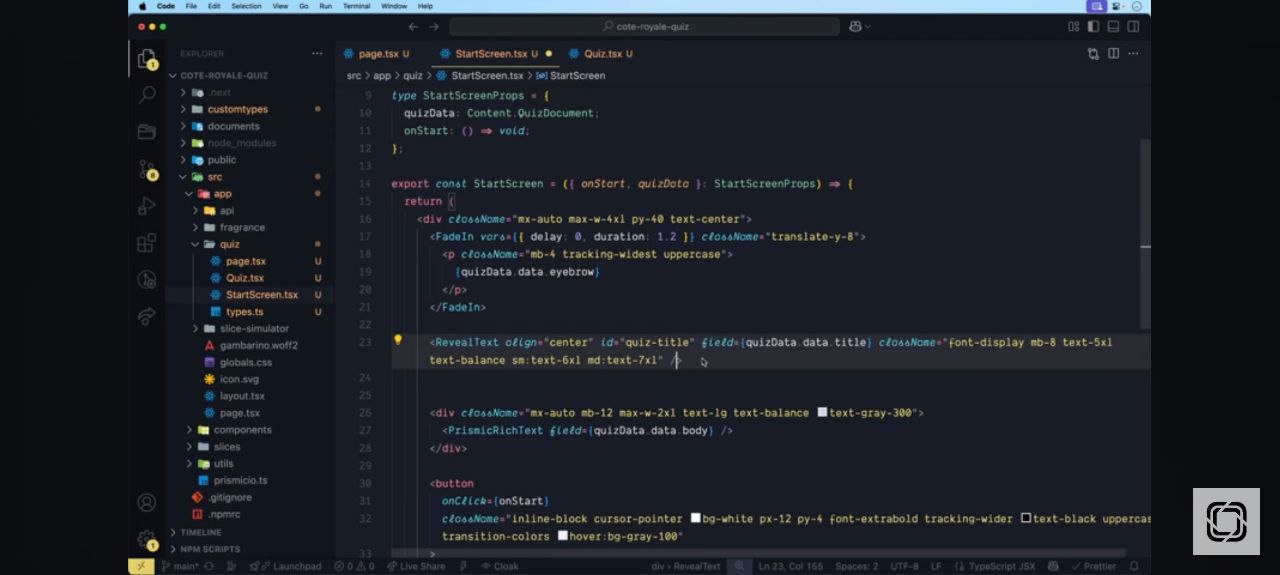 Code File Edit Selection View Go Run Terminal Window Help
cote-royale-quiz
EXPLORER
page.tsx U StartScreen.tsx U Quiz.tsx U
src > app > quiz > StartScreen.tsx > StartScreen
COTE-ROYALE-QUIZ
.next
customtypes
documents
node_modules
public
src
app
api
fragrance
quiz
page.tsx U
Quiz.tsx U
StartScreen.tsx U
types.ts U
slice-simulator
gambarino.woff2
globals.css
icon.svg
layout.tsx
page.tsx
components
slices
utils
prismicio.ts
.gitignore
.npmrc
TIMELINE
NPM SCRIPTS
9 type StartScreenProps = {
10 quizData: Content.QuizDocument;
11 onStart: () => void;
12 };
13
14 export const StartScreen = ({ onStart, quizData }: StartScreenProps) => {
15 return (
16 <div className="mx-auto max-w-4xl py-40 text-center">
17 <FadeIn vars={{ delay: 0, duration: 1.2 }} className="translate-y-8">
18 <p className="mb-4 tracking-widest uppercase">
19 {quizData.data.eyebrow}
20 </p>
21 </FadeIn>
22
23 <RevealText align="center" id="quiz-title" field={quizData.data.title} className="font-display mb-8 text-5xl
text-balance sm:text-6xl md:text-7xl" />
24
25
26 <div className="mx-auto mb-12 max-w-2xl text-lg text-balance text-gray-300">
27 <PrismicRichText field={quizData.data.body} />
28 </div>
29
30 <button
31 onClick={onStart}
32 className="inline-block cursor-pointer bg-white px-12 py-4 font-extrabold tracking-wider text-black uppercas
transition-colors hover:bg-gray-100"
33 >
main* Launchpad 0 0 Live Share Cloak div > RevealText Ln 23, Col 155 Spaces: 2 UTF-8 LF {} TypeScript JSX Prettier